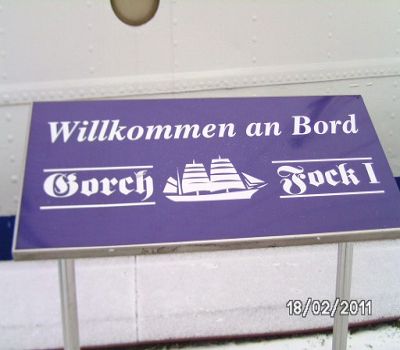 Willkommen an Bord
Gorch Fock I
18/02/2011